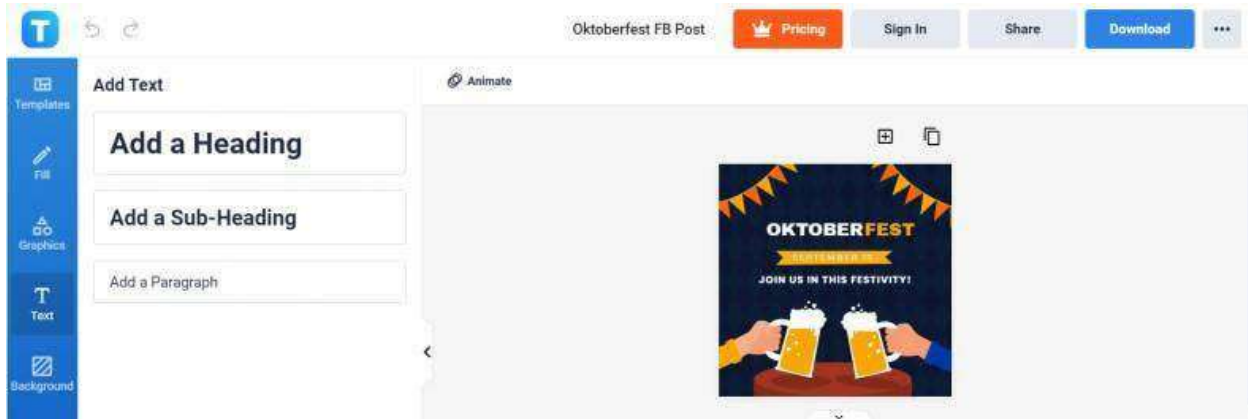 T
Oktoberfest FB Post
Pricing
Sign In
Share
Download
Templates
Fill
Graphics
T
Text
Background
Add Text
Add a Heading
Add a Sub-Heading
Add a Paragraph
Animate
OKTOBERFEST
SEPTEMBER
JOIN US IN THIS FESTIVITY!